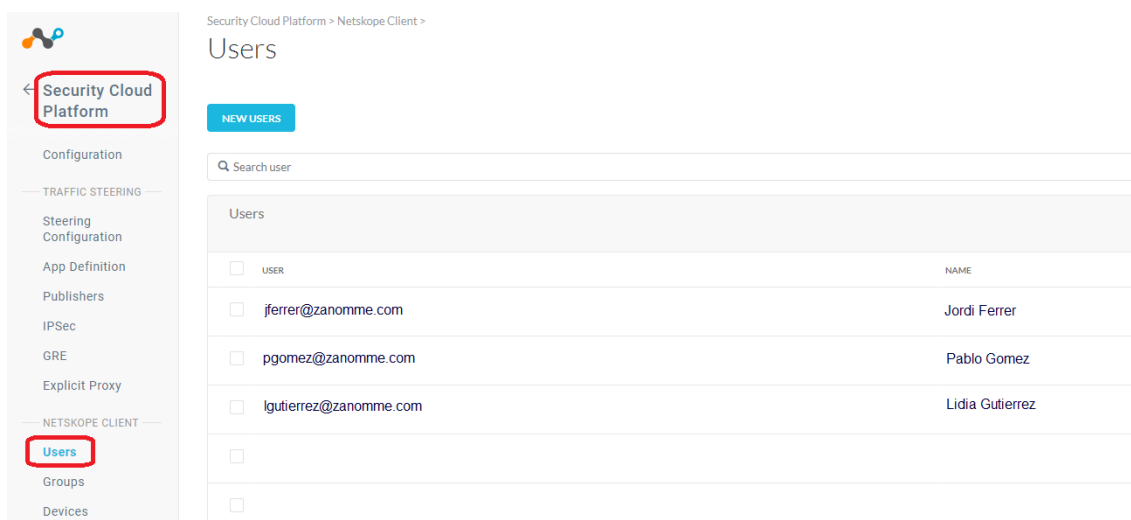 Security Cloud Platform > Netskope Client >
Users
Security Cloud
Platform
NEW USERS
Configuration
Search user
TRAFFIC STEERING
Steering
Configuration
App Definition
Publishers
IPSec
GRE
Explicit Proxy
NETSKOPE CLIENT
Users
Groups
Devices
Users
USER NAME
jferrer@zanomme.com Jordi Ferrer
pgomez@zanomme.com Pablo Gomez
lgutierrez@zanomme.com Lidia Gutierrez